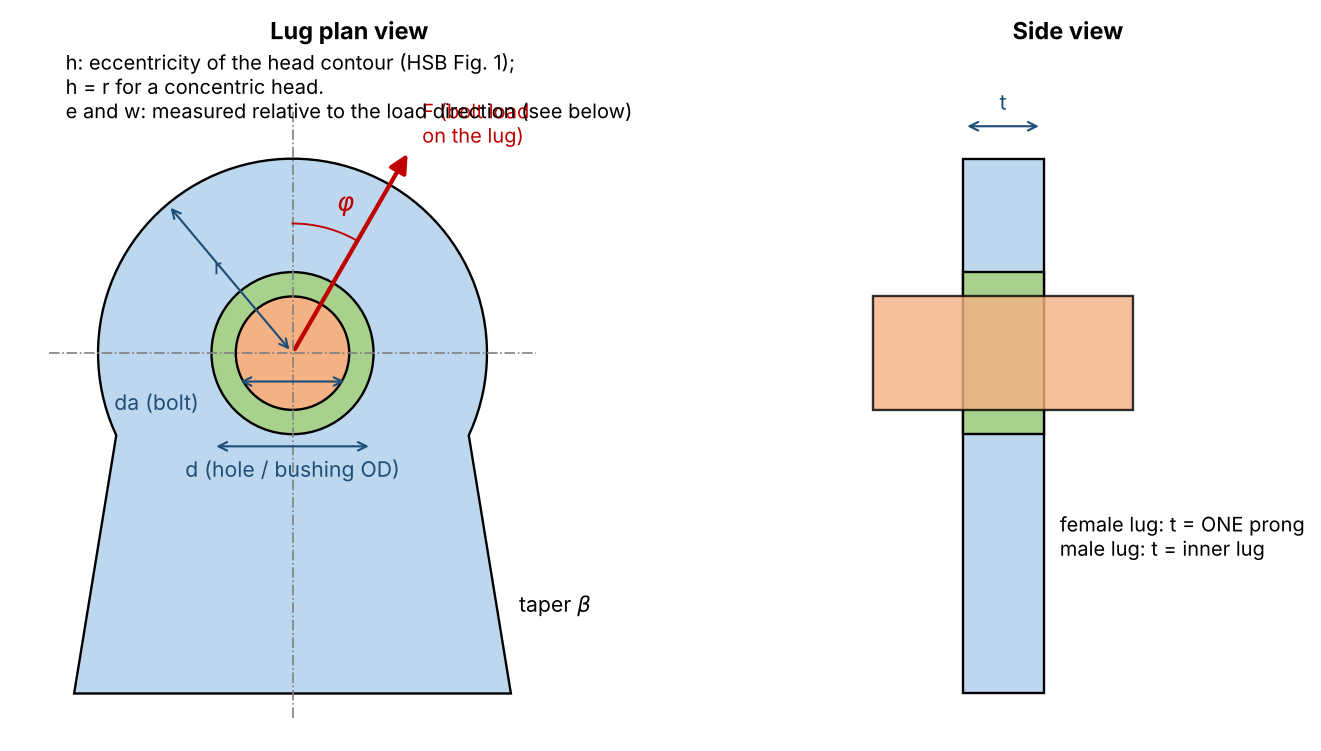 Lug plan view
h: eccentricity of the head contour (HSB Fig. 1);
h = r for a concentric head.
e and w: measured relative to the load direction (see below)
F (bolt load
on the lug)
φ
r
da (bolt)
d (hole / bushing OD)
taper β
Side view
t
female lug: t = ONE prong
male lug: t = inner lug